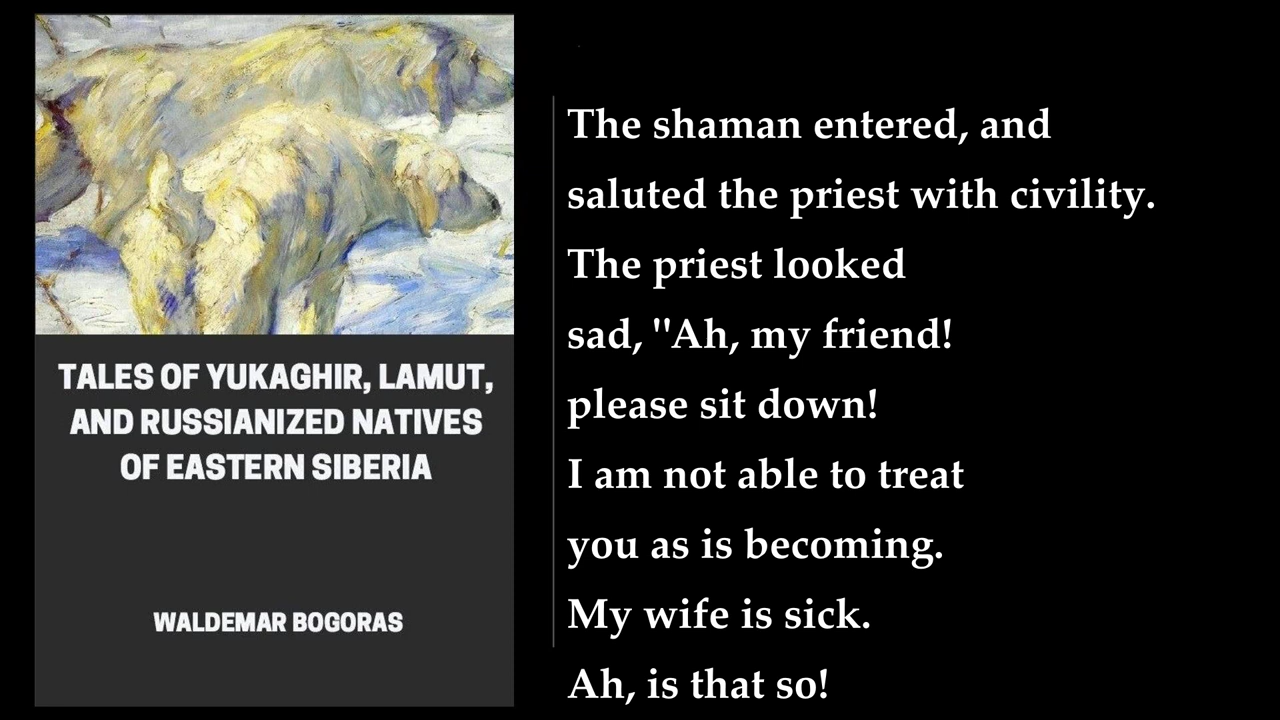 TALES OF YUKAGHIR, LAMUT,
AND RUSSIANIZED NATIVES
OF EASTERN SIBERIA
WALDEMAR BOGORAS
The shaman entered, and
saluted the priest with civility.
The priest looked
sad, "Ah, my friend!
please sit down!
I am not able to treat
you as is becoming.
My wife is sick.
Ah, is that so!